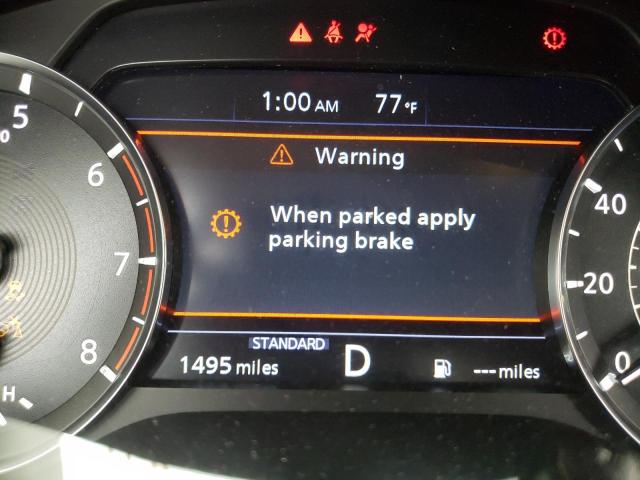 1:00 AM 77°F
Warning
When parked apply
parking brake
STANDARD
1495 miles
D
--- miles
5
6
7
8
H
40
20
0